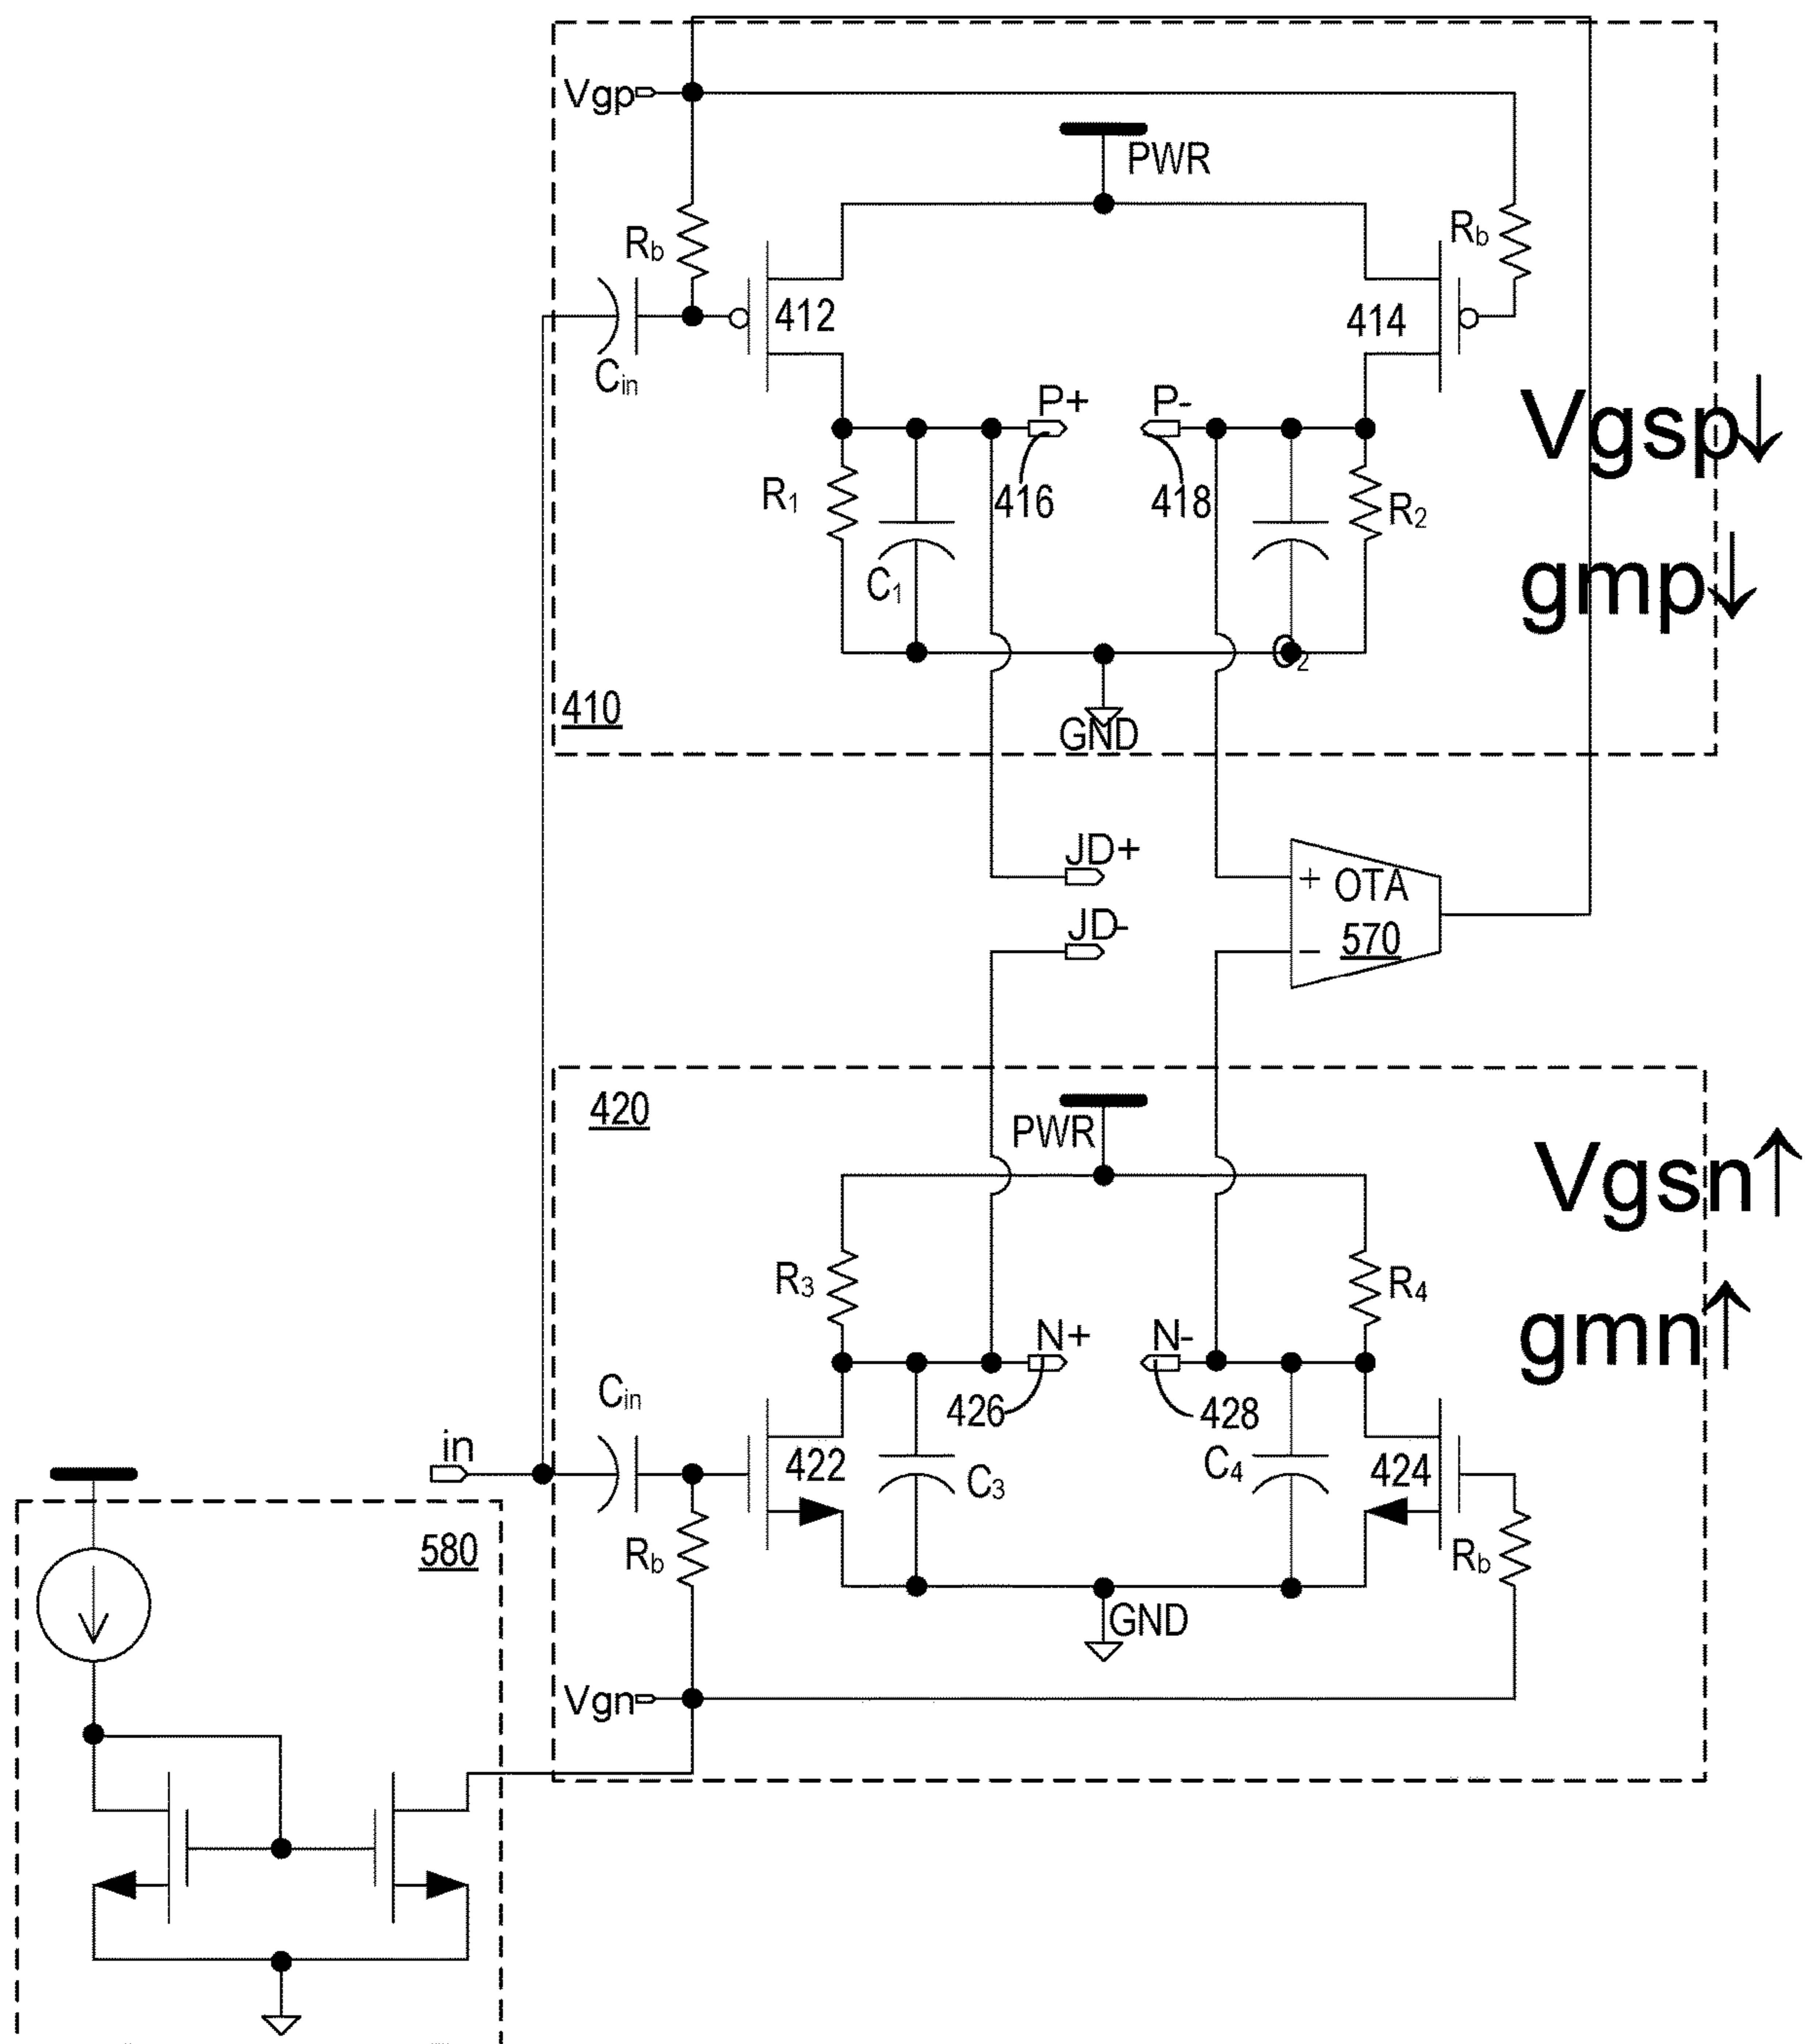 Vgp
PWR
Rb
Rb
412
414
Cin
P+
P-
Vgsp↓
R1
416
418
R2
C1
gmp↓
C2
410
GND
JD+
+ OTA
JD-
- 570
420
PWR
Vgsn↑
R3
R4
N+
N-
gmn↑
Cin
426
428
in
422
C3
C4
424
580
Rb
Rb
GND
Vgn